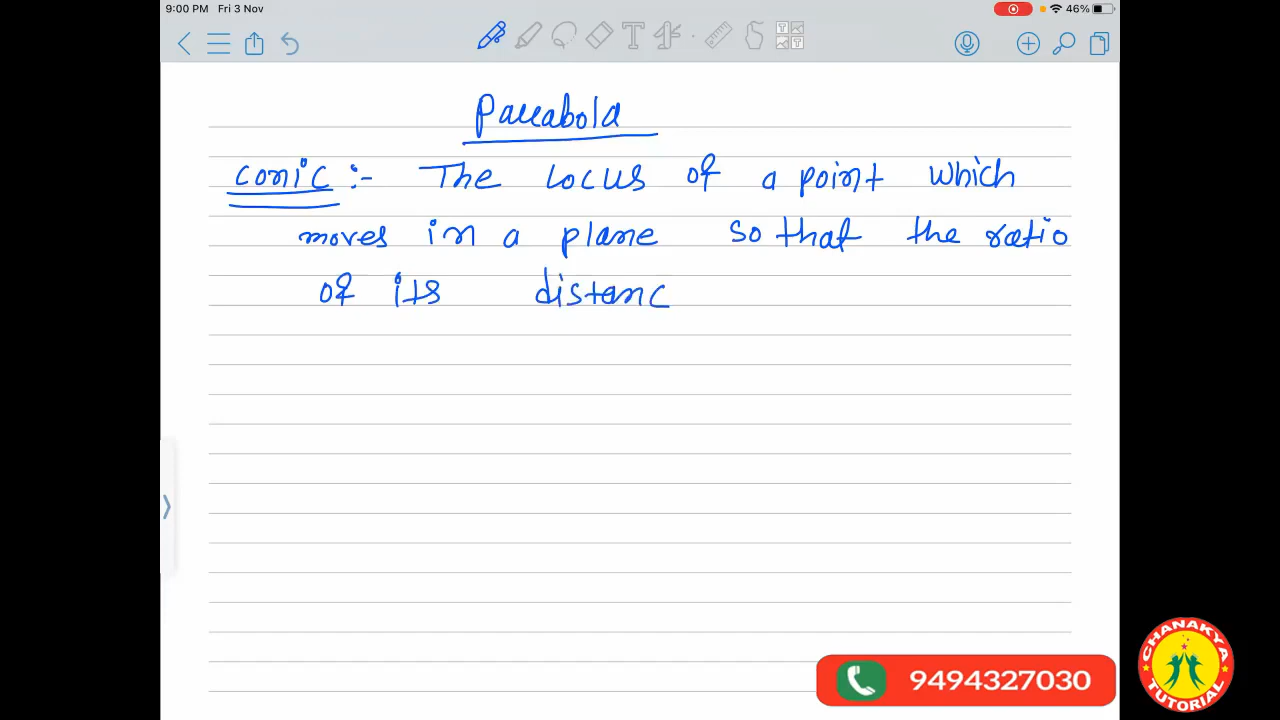 9:00 PM Fri 3 Nov
46%
Parabola
conic :- The locus of a point which
moves in a plane so that the ratio
of its distanc
9494327030
CHANAKYA
TUTORIAL